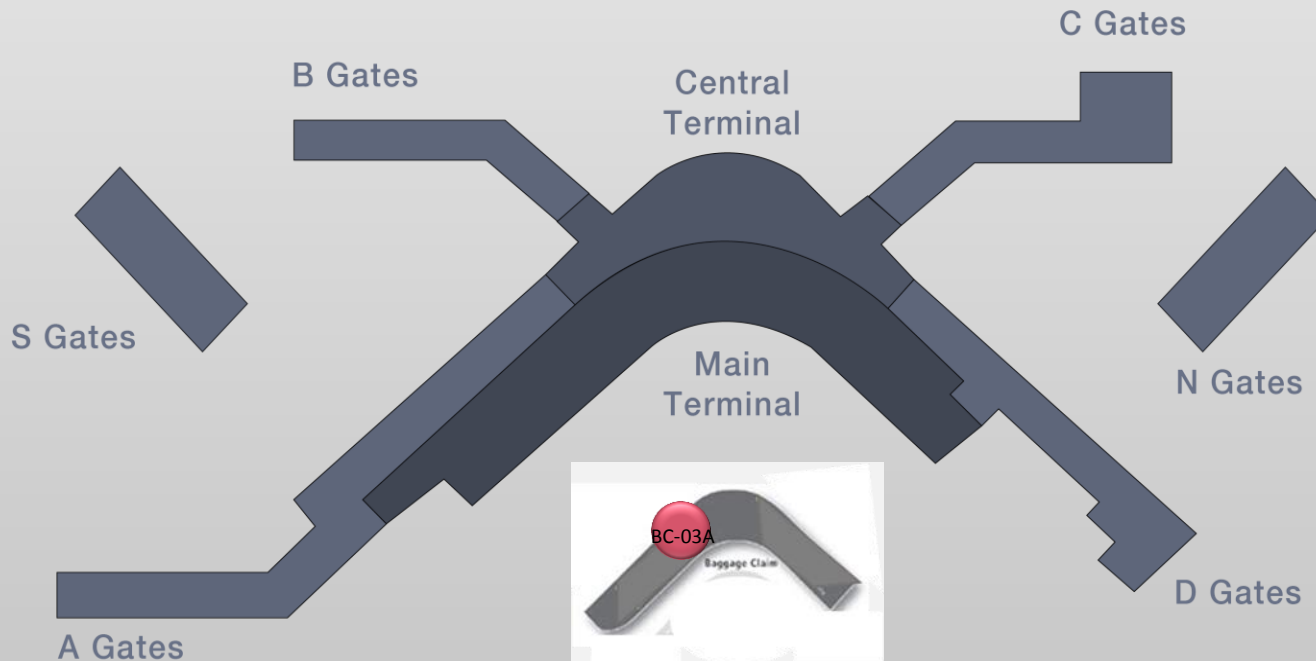 C Gates
B Gates
Central
Terminal
S Gates
Main
Terminal
N Gates
BC-03A
Baggage Claim
D Gates
A Gates